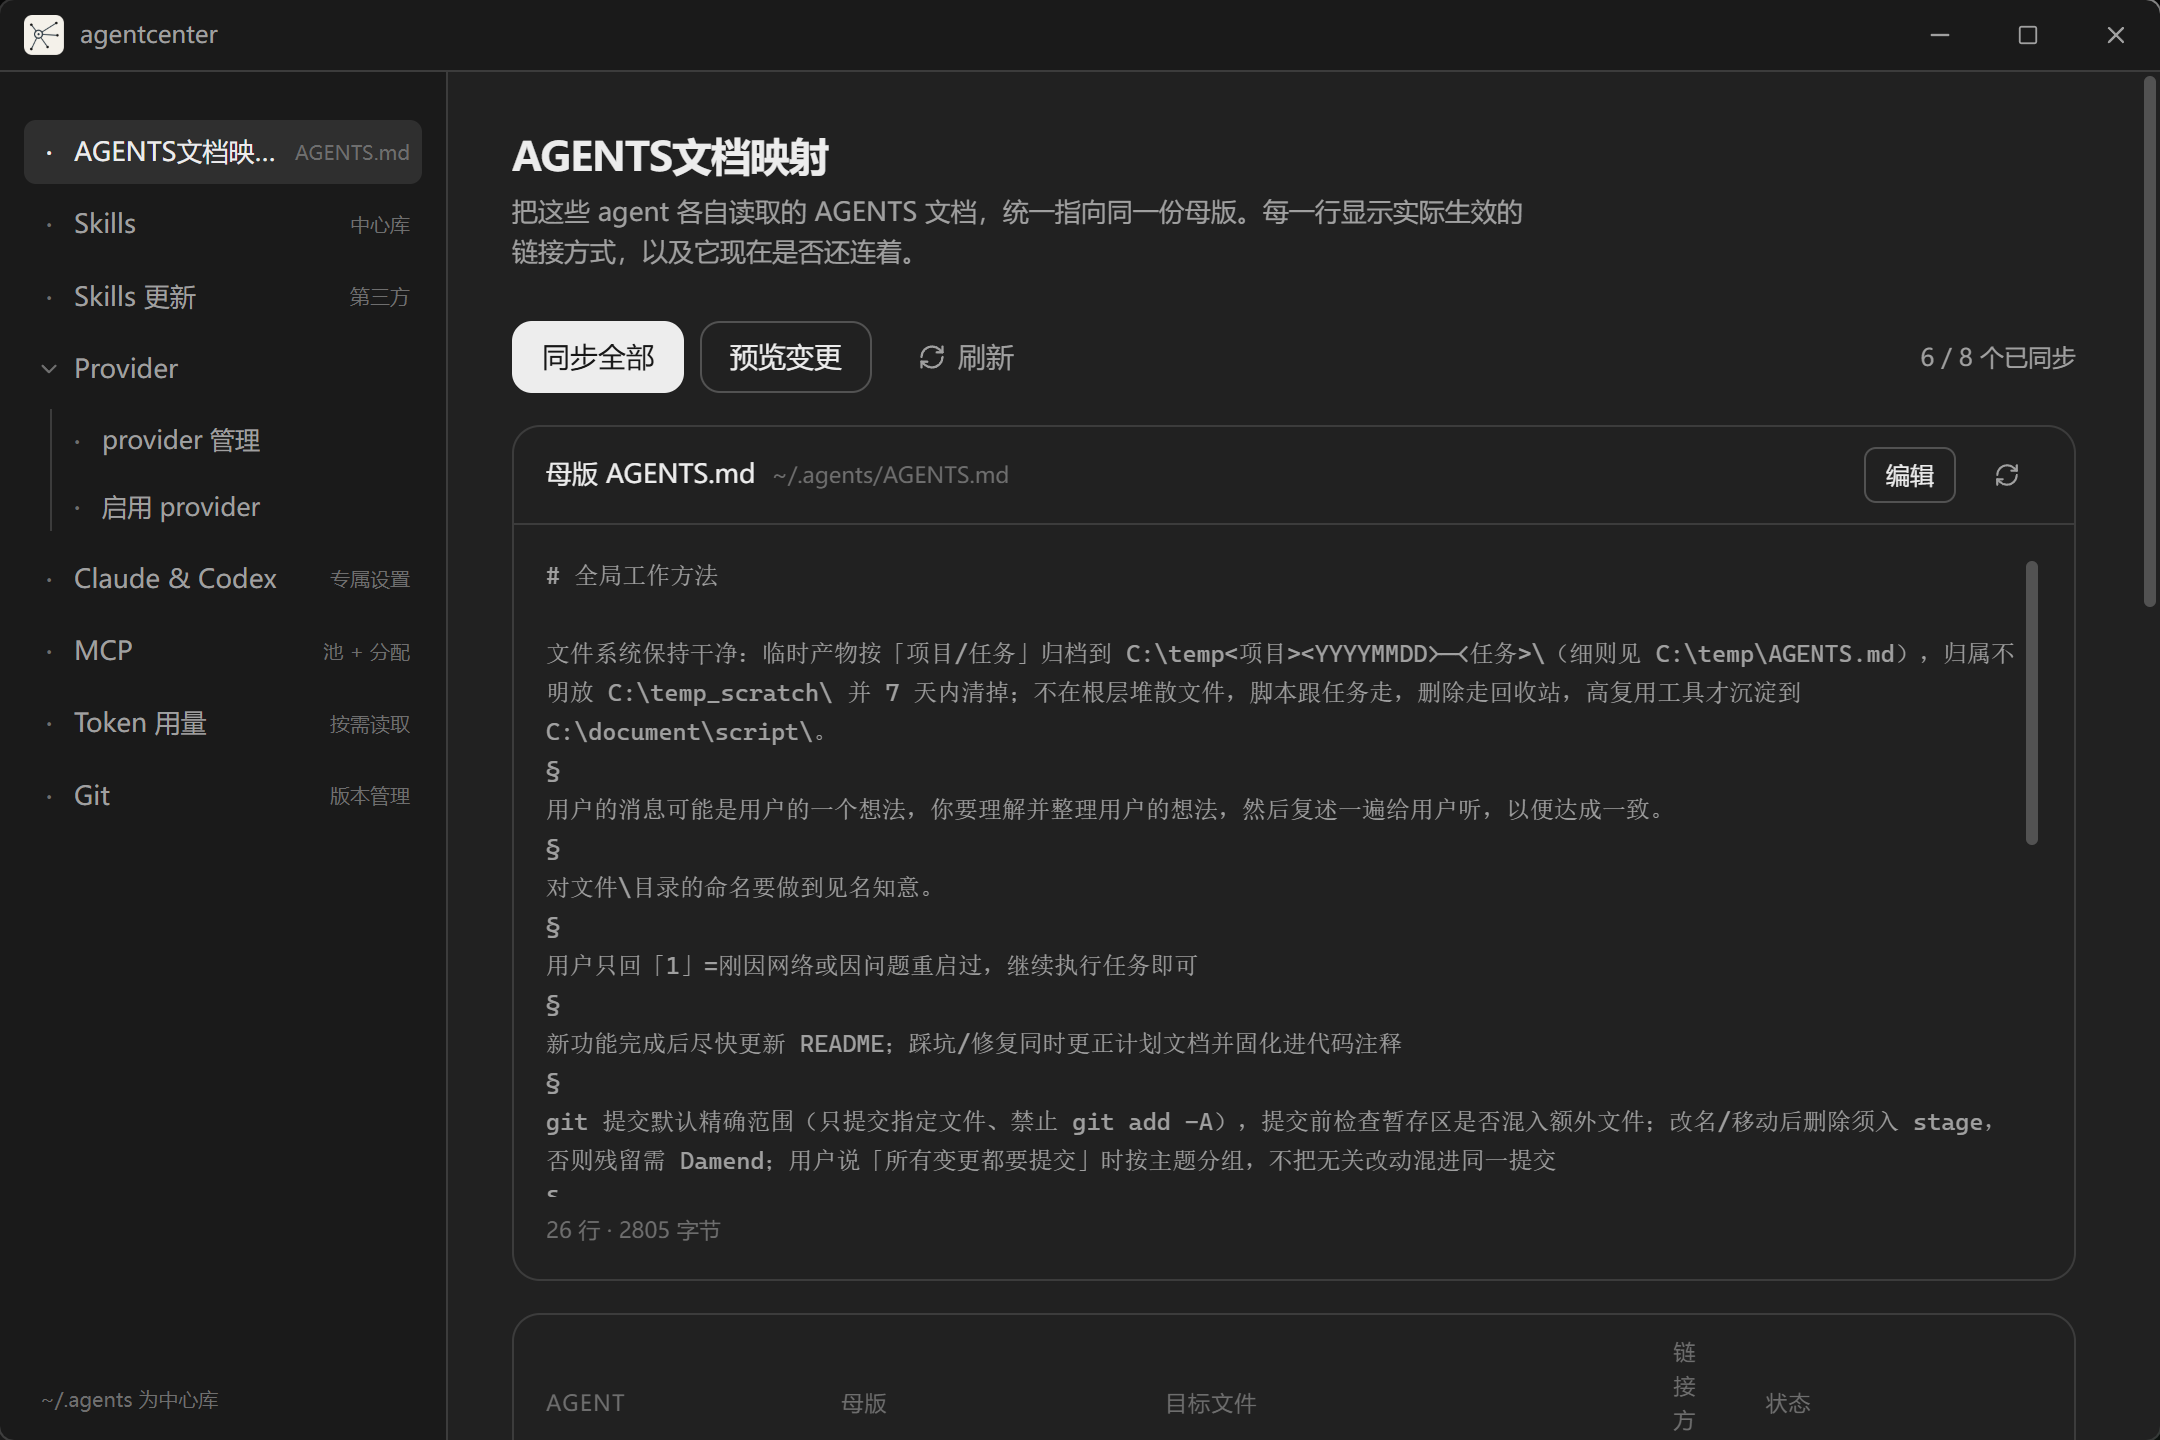 agentcenter
AGENTS文档映... AGENTS.md
Skills 中心库
Skills 更新 第三方
Provider
provider 管理
启用 provider
Claude & Codex 专属设置
MCP 池 + 分配
Token 用量 按需读取
Git 版本管理
~/.agents 为中心库
AGENTS文档映射
把这些 agent 各自读取的 AGENTS 文档，统一指向同一份母版。每一行显示实际生效的
链接方式，以及它现在是否还连着。
同步全部 预览变更 刷新 6 / 8 个已同步
母版 AGENTS.md ~/.agents/AGENTS.md 编辑
# 全局工作方法
文件系统保持干净：临时产物按「项目/任务」归档到 C:\temp<项目><YYYYMMDD>—<任务>\（细则见 C:\temp\AGENTS.md），归属不
明放 C:\temp_scratch\ 并 7 天内清掉；不在根层堆散文件，脚本跟任务走，删除走回收站，高复用工具才沉淀到
C:\document\script\。
§
用户的消息可能是用户的一个想法，你要理解并整理用户的想法，然后复述一遍给用户听，以便达成一致。
§
对文件\目录的命名要做到见名知意。
§
用户只回「1」=刚因网络或因问题重启过，继续执行任务即可
§
新功能完成后尽快更新 README；踩坑/修复同时更正计划文档并固化进代码注释
§
git 提交默认精确范围（只提交指定文件、禁止 git add -A），提交前检查暂存区是否混入额外文件；改名/移动后删除须入 stage，
否则残留需 Damend；用户说「所有变更都要提交」时按主题分组，不把无关改动混进同一提交
§
26 行 · 2805 字节
AGENT 母版 目标文件 链接方 状态